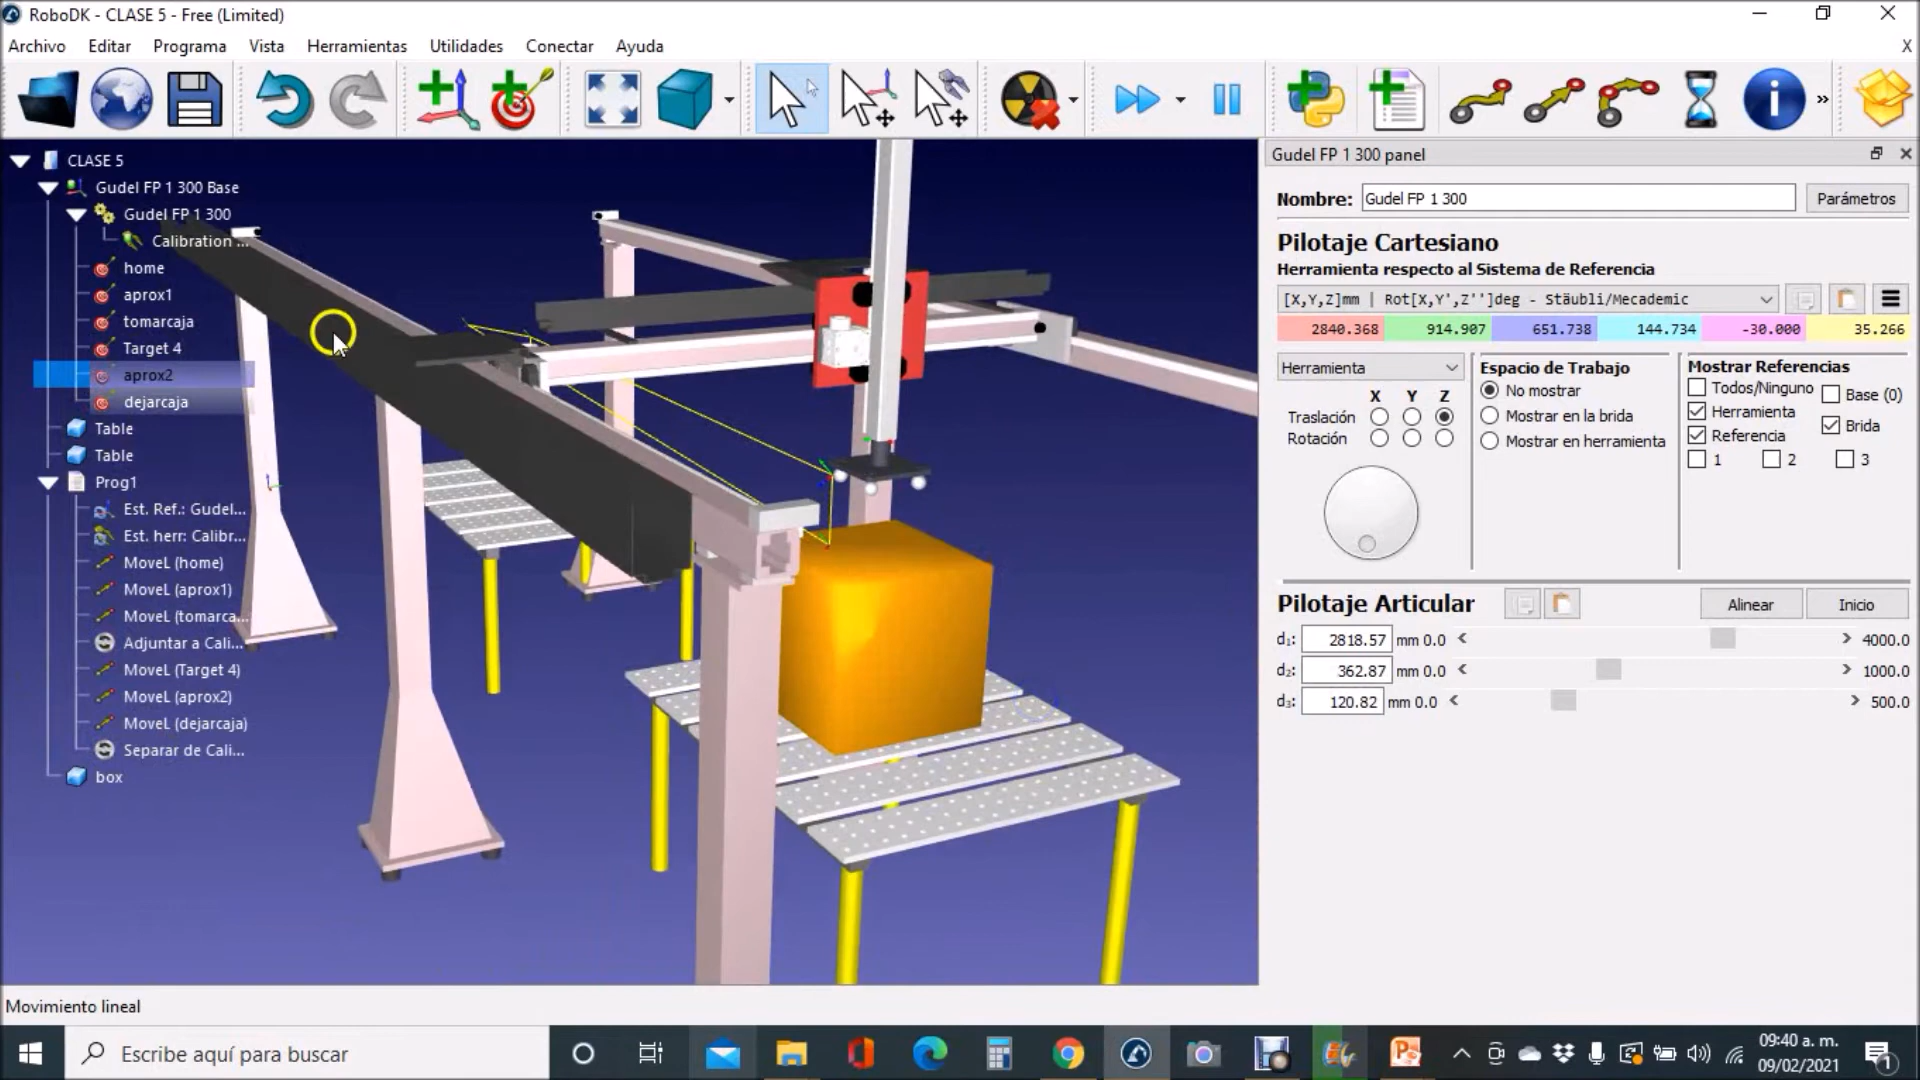 RoboDK - CLASE 5 - Free (Limited)
Archivo Editar Programa Vista Herramientas Utilidades Conectar Ayuda X
CLASE 5
Gudel FP 1 300 Base
Gudel FP 1 300
Calibration ...
home
aprox1
tomarcaja
Target 4
aprox2
dejarcaja
Table
Table
Prog1
Est. Ref.: Gudel...
Est. herr: Calibr...
MoveL (home)
MoveL (aprox1)
MoveL (tomarca...
Adjuntar a Cali...
MoveL (Target 4)
MoveL (aprox2)
MoveL (dejarcaja)
Separar de Cali...
box
Gudel FP 1 300 panel
Nombre: Gudel FP 1 300 Parámetros
Pilotaje Cartesiano
Herramienta respecto al Sistema de Referencia
[X,Y,Z]mm | Rot[X,Y',Z'']deg - Stäubli/Mecademic
2840.368 914.907 651.738 144.734 -30.000 35.266
Herramienta
X Y Z
Traslación
Rotación
Espacio de Trabajo
No mostrar
Mostrar en la brida
Mostrar en herramienta
Mostrar Referencias
Todos/Ninguno Base (0)
Herramienta
Referencia Brida
1 2 3
Pilotaje Articular Alinear Inicio
d₁: 2818.57 mm 0.0 < > 4000.0
d₂: 362.87 mm 0.0 < > 1000.0
d₃: 120.82 mm 0.0 < > 500.0
Movimiento lineal
Escribe aquí para buscar
09:40 a. m.
09/02/2021
1